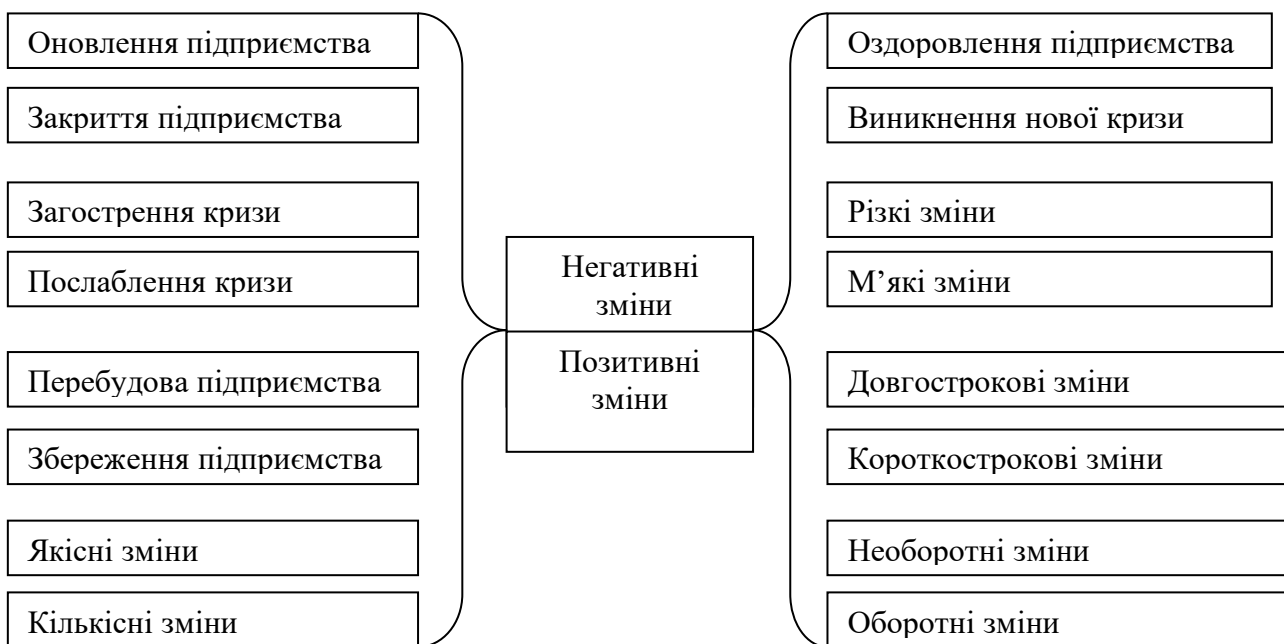 Оновлення підприємства
Закриття підприємства
Загострення кризи
Послаблення кризи
Перебудова підприємства
Збереження підприємства
Якісні зміни
Кількісні зміни
Негативні
зміни
Позитивні
зміни
Оздоровлення підприємства
Виникнення нової кризи
Різкі зміни
М’які зміни
Довгострокові зміни
Короткострокові зміни
Необоротні зміни
Оборотні зміни